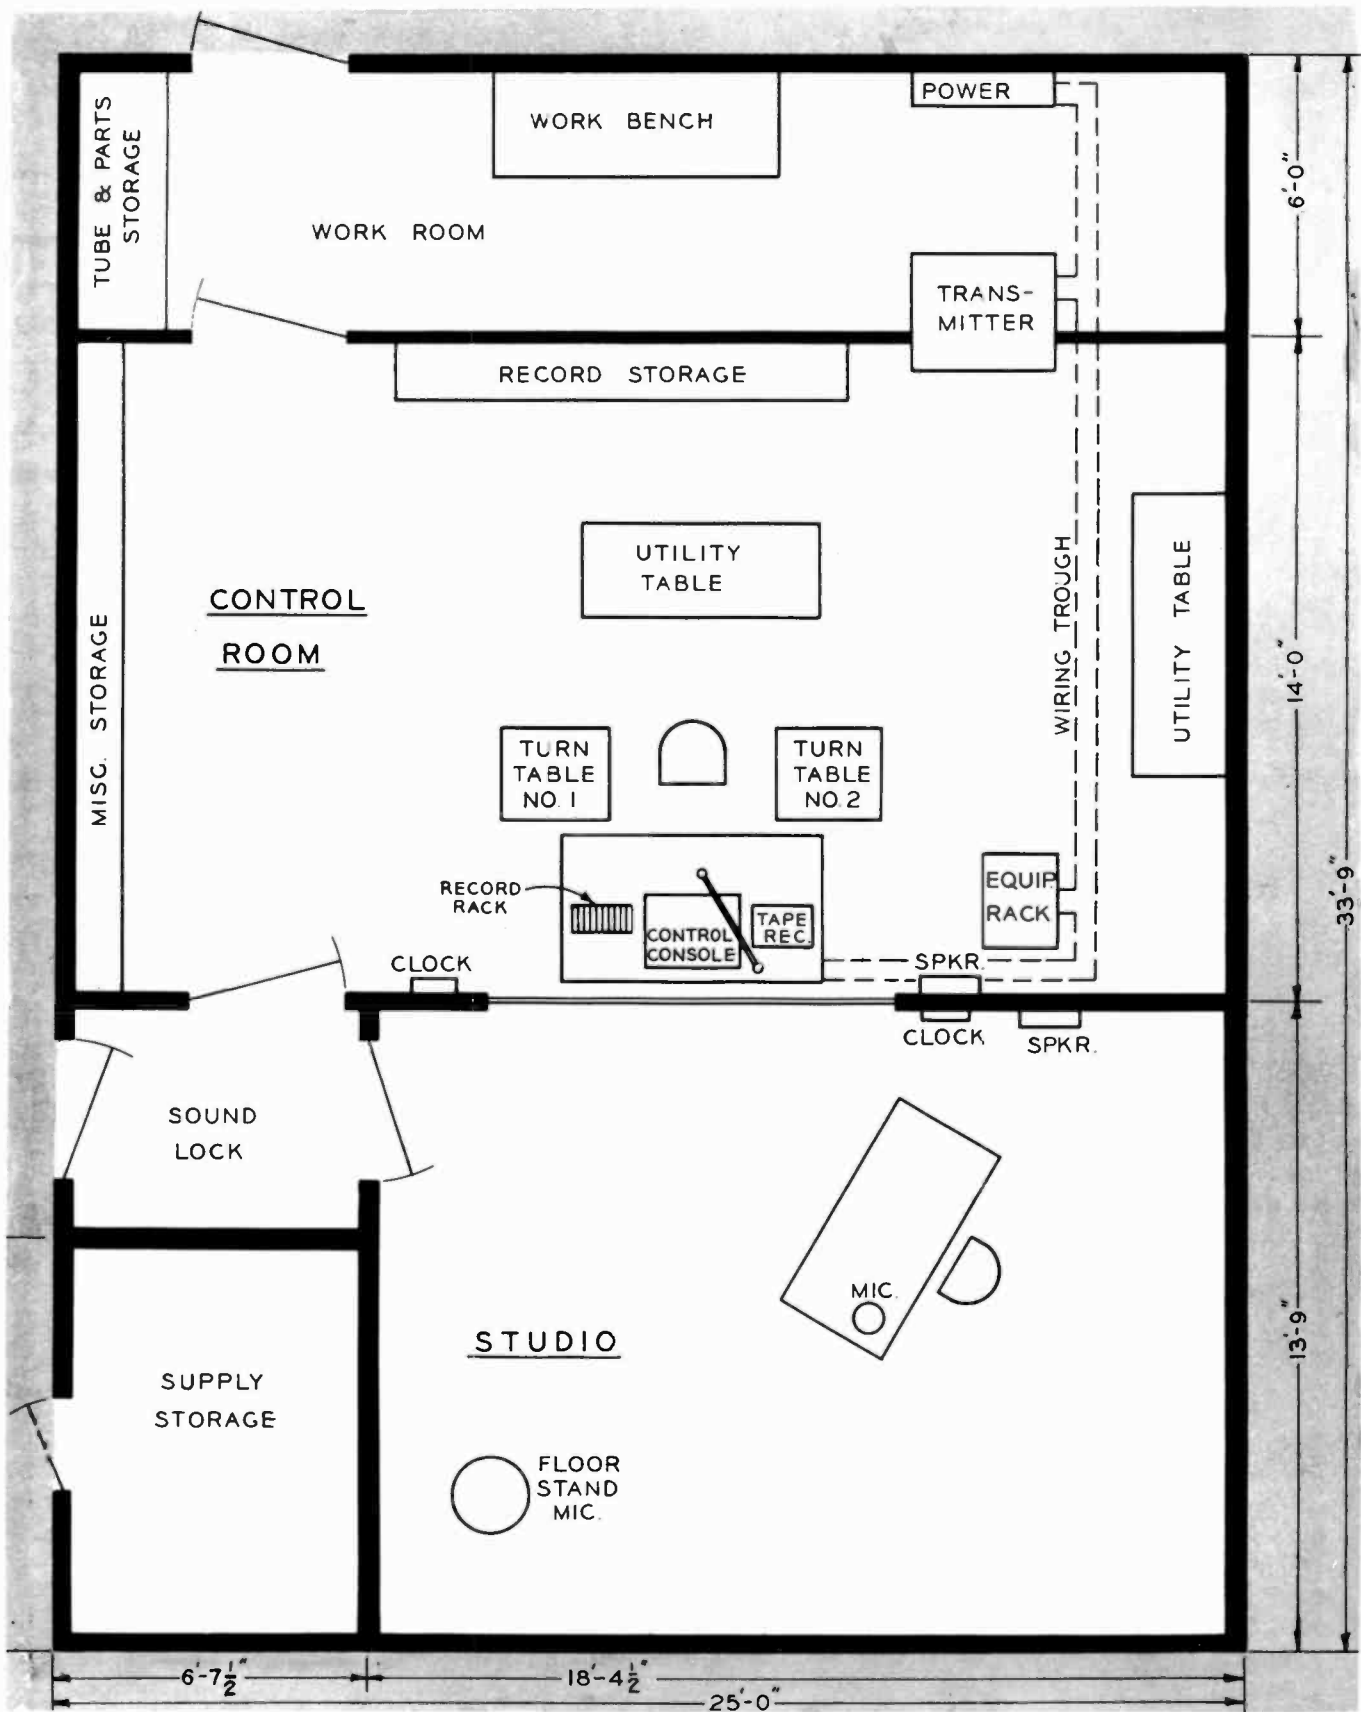 TUBE & PARTS
STORAGE
WORK BENCH
POWER
WORK ROOM
TRANS-
MITTER
6'-0"
RECORD STORAGE
UTILITY
TABLE
CONTROL
ROOM
MISC. STORAGE
WIRING TROUGH
UTILITY TABLE
14'-0"
TURN
TABLE
NO. 1
TURN
TABLE
NO. 2
RECORD
RACK
CONTROL
CONSOLE
TAPE
REC.
EQUIP.
RACK
33'-9"
CLOCK
SPKR.
CLOCK
SPKR.
SOUND
LOCK
MIC.
STUDIO
13'-9"
SUPPLY
STORAGE
FLOOR
STAND
MIC.
6'-7½"
18'-4½"
25'-0"